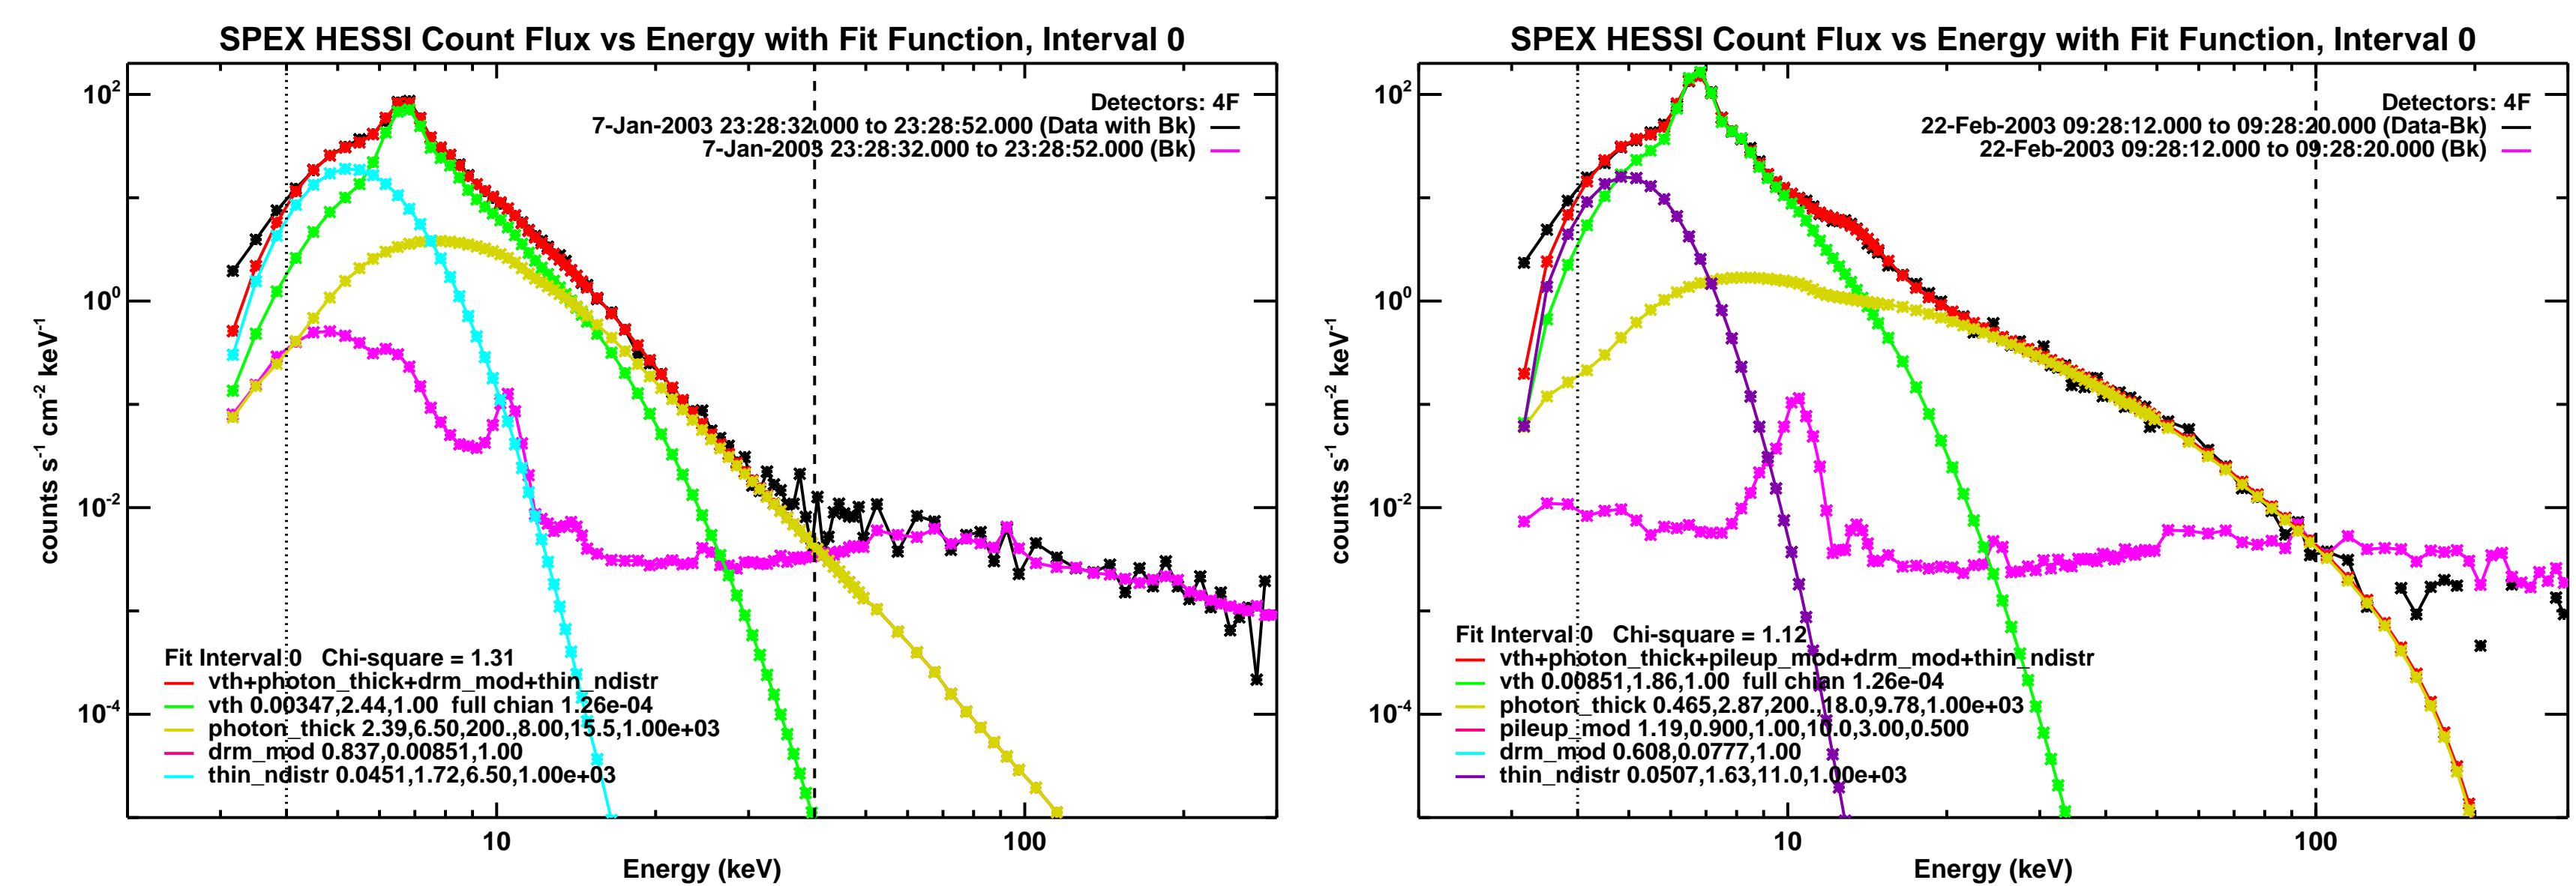 SPEX HESSI Count Flux vs Energy with Fit Function, Interval 0
10²
10⁰
10⁻²
10⁻⁴
counts s⁻¹ cm⁻² keV⁻¹
Detectors: 4F
7-Jan-2003 23:28:32.000 to 23:28:52.000 (Data with Bk)
7-Jan-2003 23:28:32.000 to 23:28:52.000 (Bk)
Fit Interval 0 Chi-square = 1.31
vth+photon_thick+drm_mod+thin_ndistr
vth 0.00347,2.44,1.00 full chian 1.26e-04
photon_thick 2.39,6.50,200.,8.00,15.5,1.00e+03
drm_mod 0.837,0.00851,1.00
thin_ndistr 0.0451,1.72,6.50,1.00e+03
10
100
Energy (keV)
SPEX HESSI Count Flux vs Energy with Fit Function, Interval 0
10²
10⁰
10⁻²
10⁻⁴
counts s⁻¹ cm⁻² keV⁻¹
Detectors: 4F
22-Feb-2003 09:28:12.000 to 09:28:20.000 (Data-Bk)
22-Feb-2003 09:28:12.000 to 09:28:20.000 (Bk)
Fit Interval 0 Chi-square = 1.12
vth+photon_thick+pileup_mod+drm_mod+thin_ndistr
vth 0.00851,1.86,1.00 full chian 1.26e-04
photon_thick 0.465,2.87,200.,18.0,9.78,1.00e+03
pileup_mod 1.19,0.900,1.00,10.0,3.00,0.500
drm_mod 0.608,0.0777,1.00
thin_ndistr 0.0507,1.63,11.0,1.00e+03
10
100
Energy (keV)